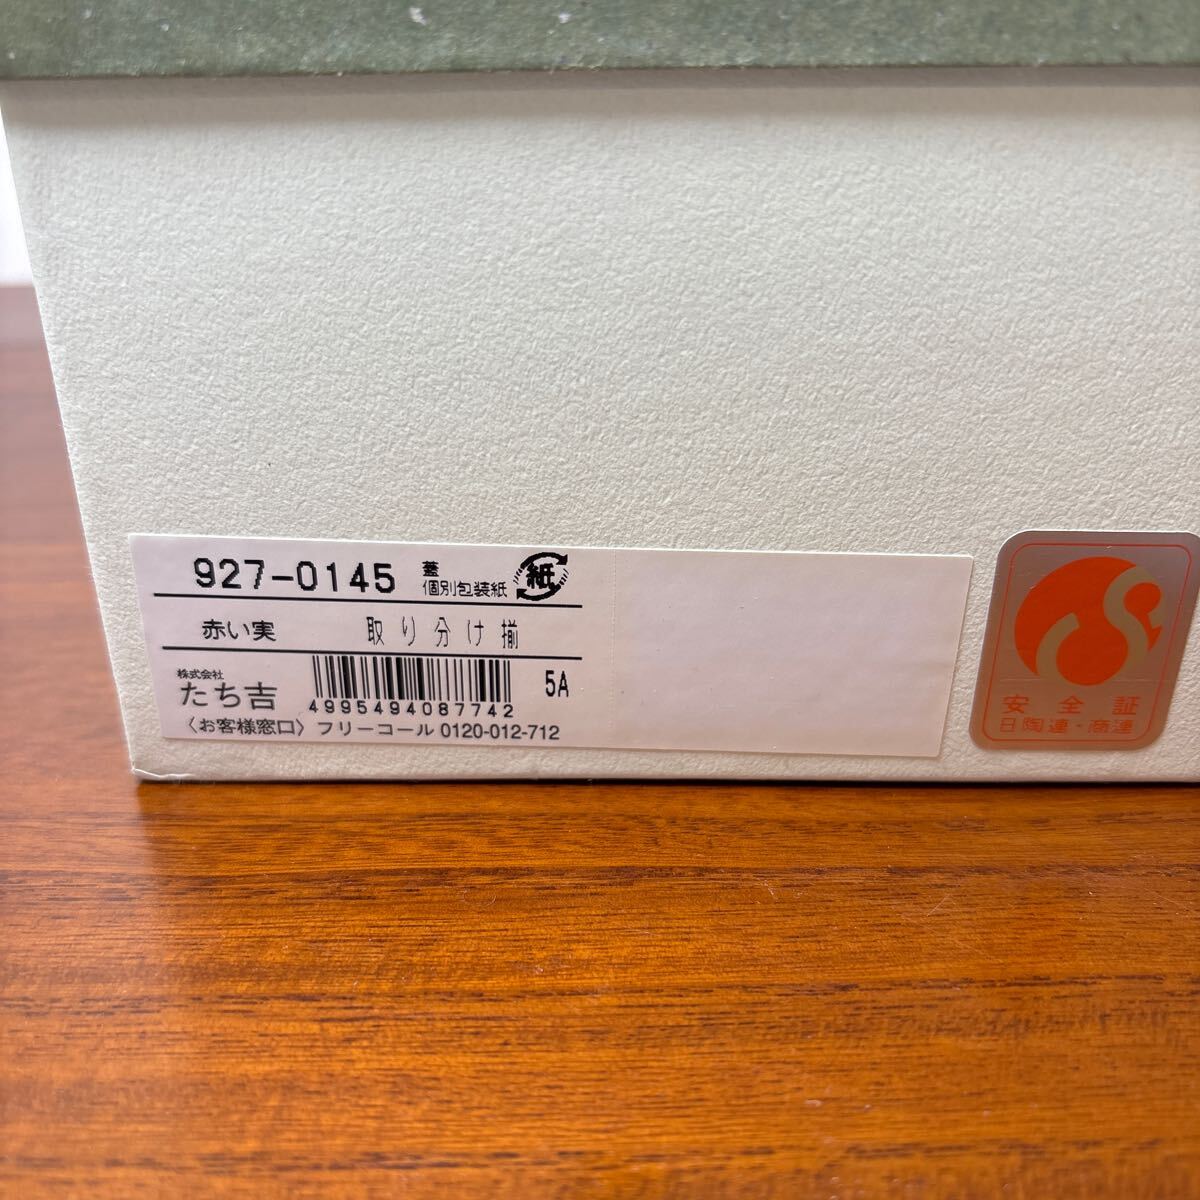 927-0145
蓋
個別包装紙
紙
赤い実 取り分け揃
株式会社
たち吉
4995494087742
5A
〈お客様窓口〉フリーコール 0120-012-712
安全証
日陶連・商連